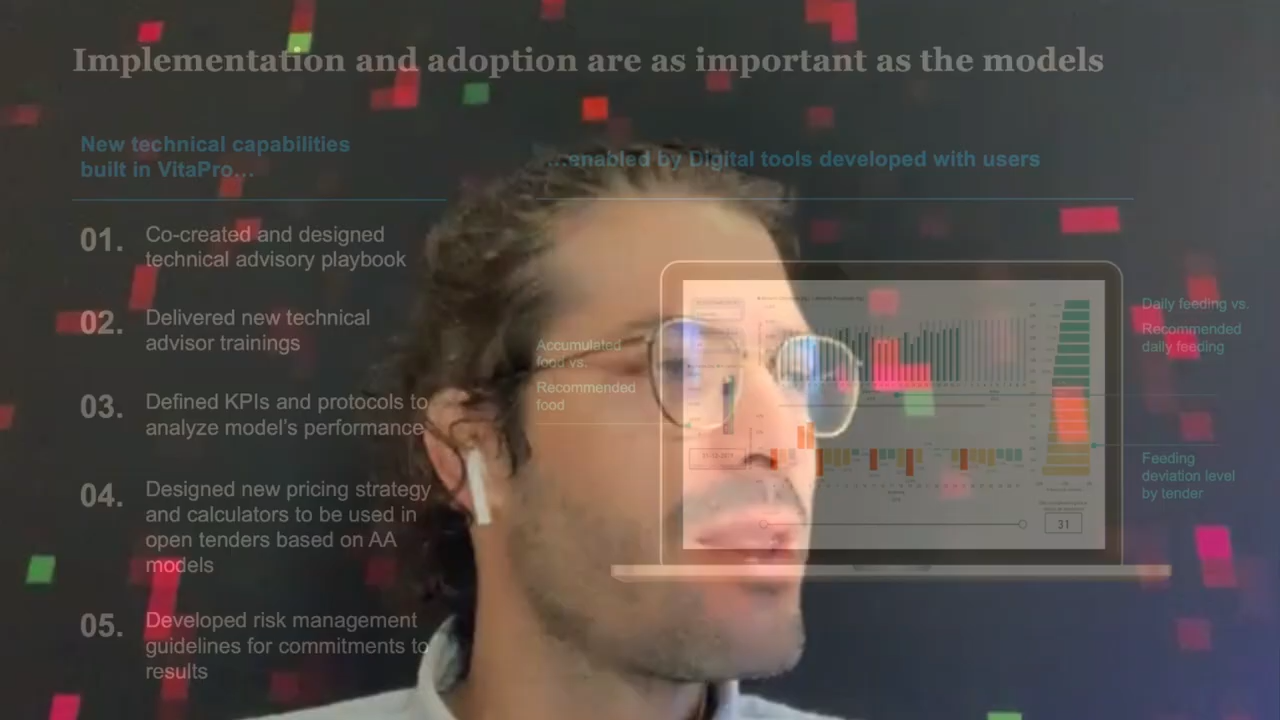 Implementation and adoption are as important as the models
New technical capabilities
built in VitaPro...
...enabled by Digital tools developed with users
01.
Co-created and designed
technical advisory playbook
02.
Delivered new technical
advisor trainings
03.
Defined KPIs and protocols to
analyze model's performance
04.
Designed new pricing strategy
and calculators to be used in
open tenders based on AA
models
05.
Developed risk management
guidelines for commitments to
results
Accumulated
food vs.
Recommended
food
Daily feeding vs.
Recommended
daily feeding
Feeding
deviation level
by tender
31